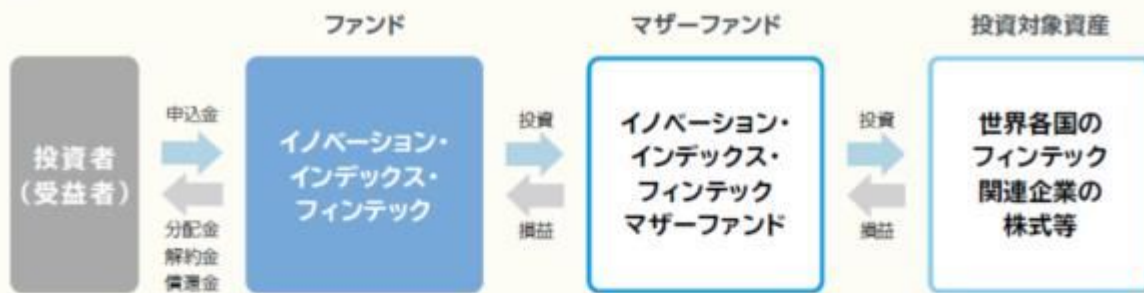 ファンド
マザーファンド
投資対象資産
投資者
(受益者)
申込金
分配金
解約金
償還金
イノベーション・
インデックス・
フィンテック
投資
損益
イノベーション・
インデックス・
フィンテック
マザーファンド
投資
損益
世界各国の
フィンテック
関連企業の
株式等